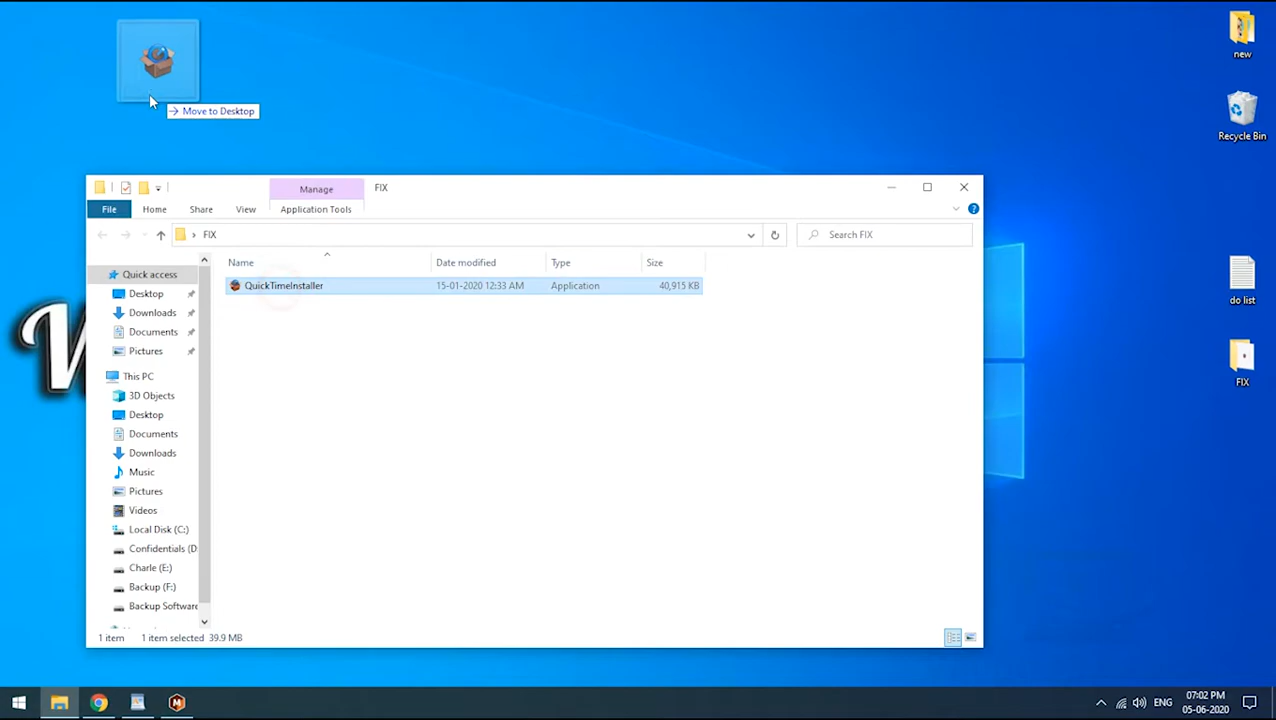 new
Move to Desktop
Recycle Bin
Manage
FIX
File
Home
Share
View
Application Tools
FIX
Search FIX
Name
Date modified
Type
Size
Quick access
QuickTimeInstaller
15-01-2020 12:33 AM
Application
40,915 KB
Desktop
Downloads
Documents
Pictures
This PC
3D Objects
Desktop
Documents
Downloads
Music
Pictures
Videos
Local Disk (C:)
Confidentials (D
Charle (E:)
Backup (F:)
Backup Software
1 item
1 item selected 39.9 MB
do list
FIX
ENG
07:02 PM
05-06-2020